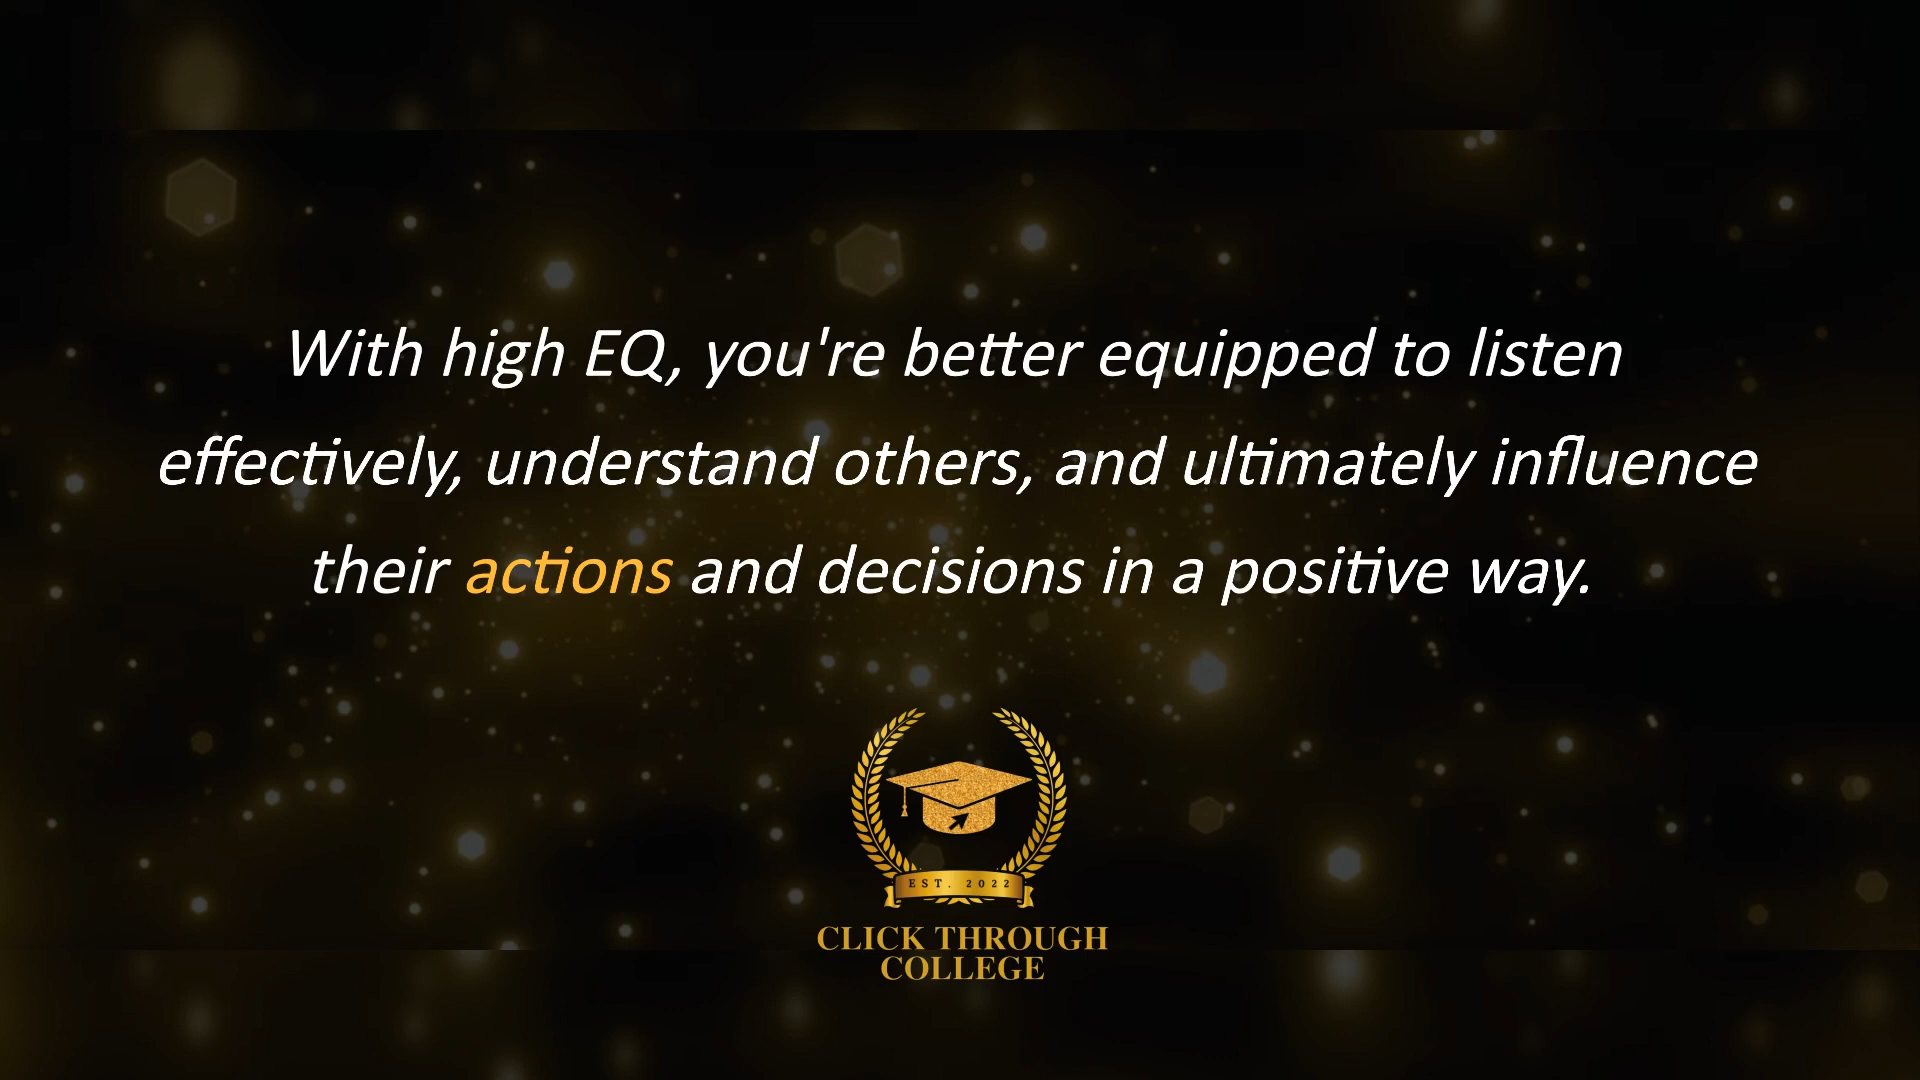 With high EQ, you're better equipped to listen
effectively, understand others, and ultimately influence
their actions and decisions in a positive way.
EST. 2022
CLICK THROUGH
COLLEGE